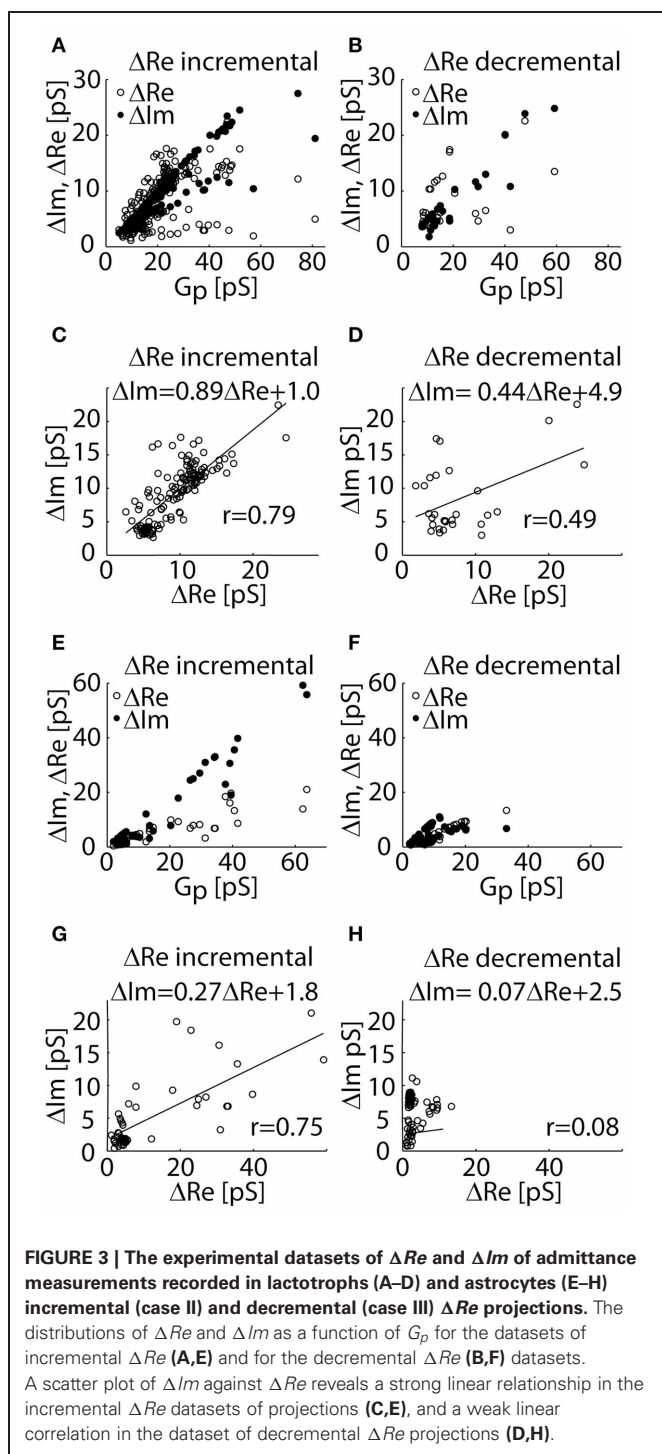 A
ΔRe incremental
○ΔRe
●ΔIm
30
20
10
0
ΔIm, ΔRe [pS]
0 20 40 60 80
Gp [pS]
B
ΔRe decremental
○ΔRe
●ΔIm
30
20
10
0
ΔIm, ΔRe [pS]
0 20 40 60 80
Gp [pS]
C
ΔRe incremental
ΔIm=0.89ΔRe+1.0
20
15
10
5
0
ΔIm [pS]
r=0.79
0 10 20
ΔRe [pS]
D
ΔRe decremental
ΔIm= 0.44ΔRe+4.9
20
15
10
5
0
ΔIm [pS]
r=0.49
0 10 20
ΔRe [pS]
E
ΔRe incremental
○ΔRe
●ΔIm
60
40
20
0
ΔIm, ΔRe [pS]
0 20 40 60
Gp [pS]
F
ΔRe decremental
○ΔRe
●ΔIm
60
40
20
0
ΔIm, ΔRe [pS]
0 20 40 60
Gp [pS]
G
ΔRe incremental
ΔIm=0.27ΔRe+1.8
20
15
10
5
0
ΔIm [pS]
r=0.75
0 20 40
ΔRe [pS]
H
ΔRe decremental
ΔIm= 0.07ΔRe+2.5
20
15
10
5
0
ΔIm pS]
r=0.08
0 20 40
ΔRe [pS]
FIGURE 3 | The experimental datasets of ΔRe and ΔIm of admittance
measurements recorded in lactotrophs (A–D) and astrocytes (E–H)
incremental (case II) and decremental (case III) ΔRe projections. The
distributions of ΔRe and ΔIm as a function of Gp for the datasets of
incremental ΔRe (A,E) and for the decremental ΔRe (B,F) datasets.
A scatter plot of ΔIm against ΔRe reveals a strong linear relationship in the
incremental ΔRe datasets of projections (C,E), and a weak linear
correlation in the dataset of decremental ΔRe projections (D,H).